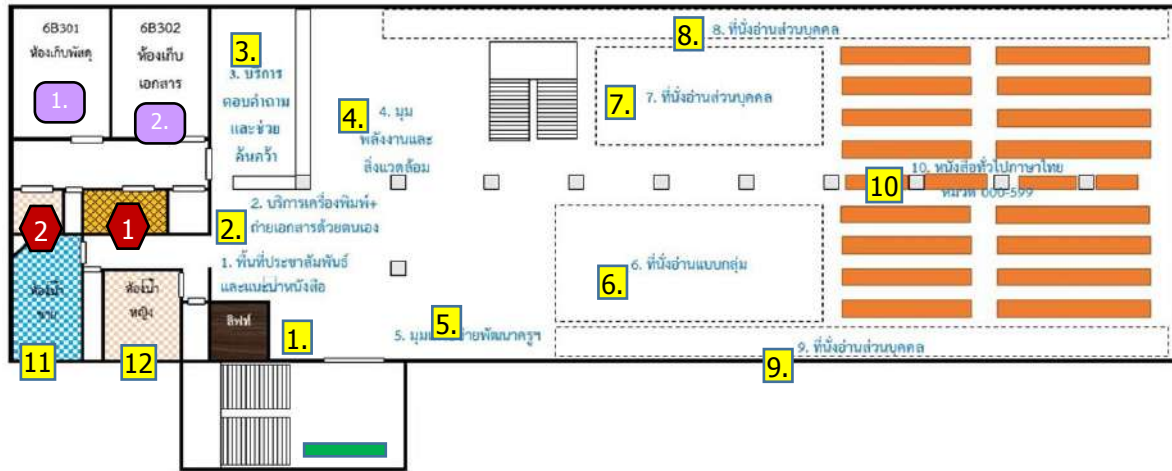 6B301
ห้องเก็บพัสดุ
1.
6B302
ห้องเก็บ
เอกสาร
2.
3.
3. บริการ
ตอบคำถาม
และช่วย
ค้นคว้า
4.
4. มุม
พลังงานและ
สิ่งแวดล้อม
8.
8. ที่นั่งอ่านส่วนบุคคล
7.
7. ที่นั่งอ่านส่วนบุคคล
10
10. หนังสือทั่วไปภาษาไทย
หมวด 000-599
2
1
2.
2. บริการเครื่องพิมพ์+
ถ่ายเอกสารด้วยตนเอง
1. พื้นที่ประชาสัมพันธ์
และแนะนำหนังสือ
6.
6. ที่นั่งอ่านแบบกลุ่ม
ห้องน้ำ
ชาย
11
ห้องน้ำ
หญิง
12
ลิฟท์
1.
5.
5. มุม
พัฒนาครูฯ
9.
9. ที่นั่งอ่านส่วนบุคคล